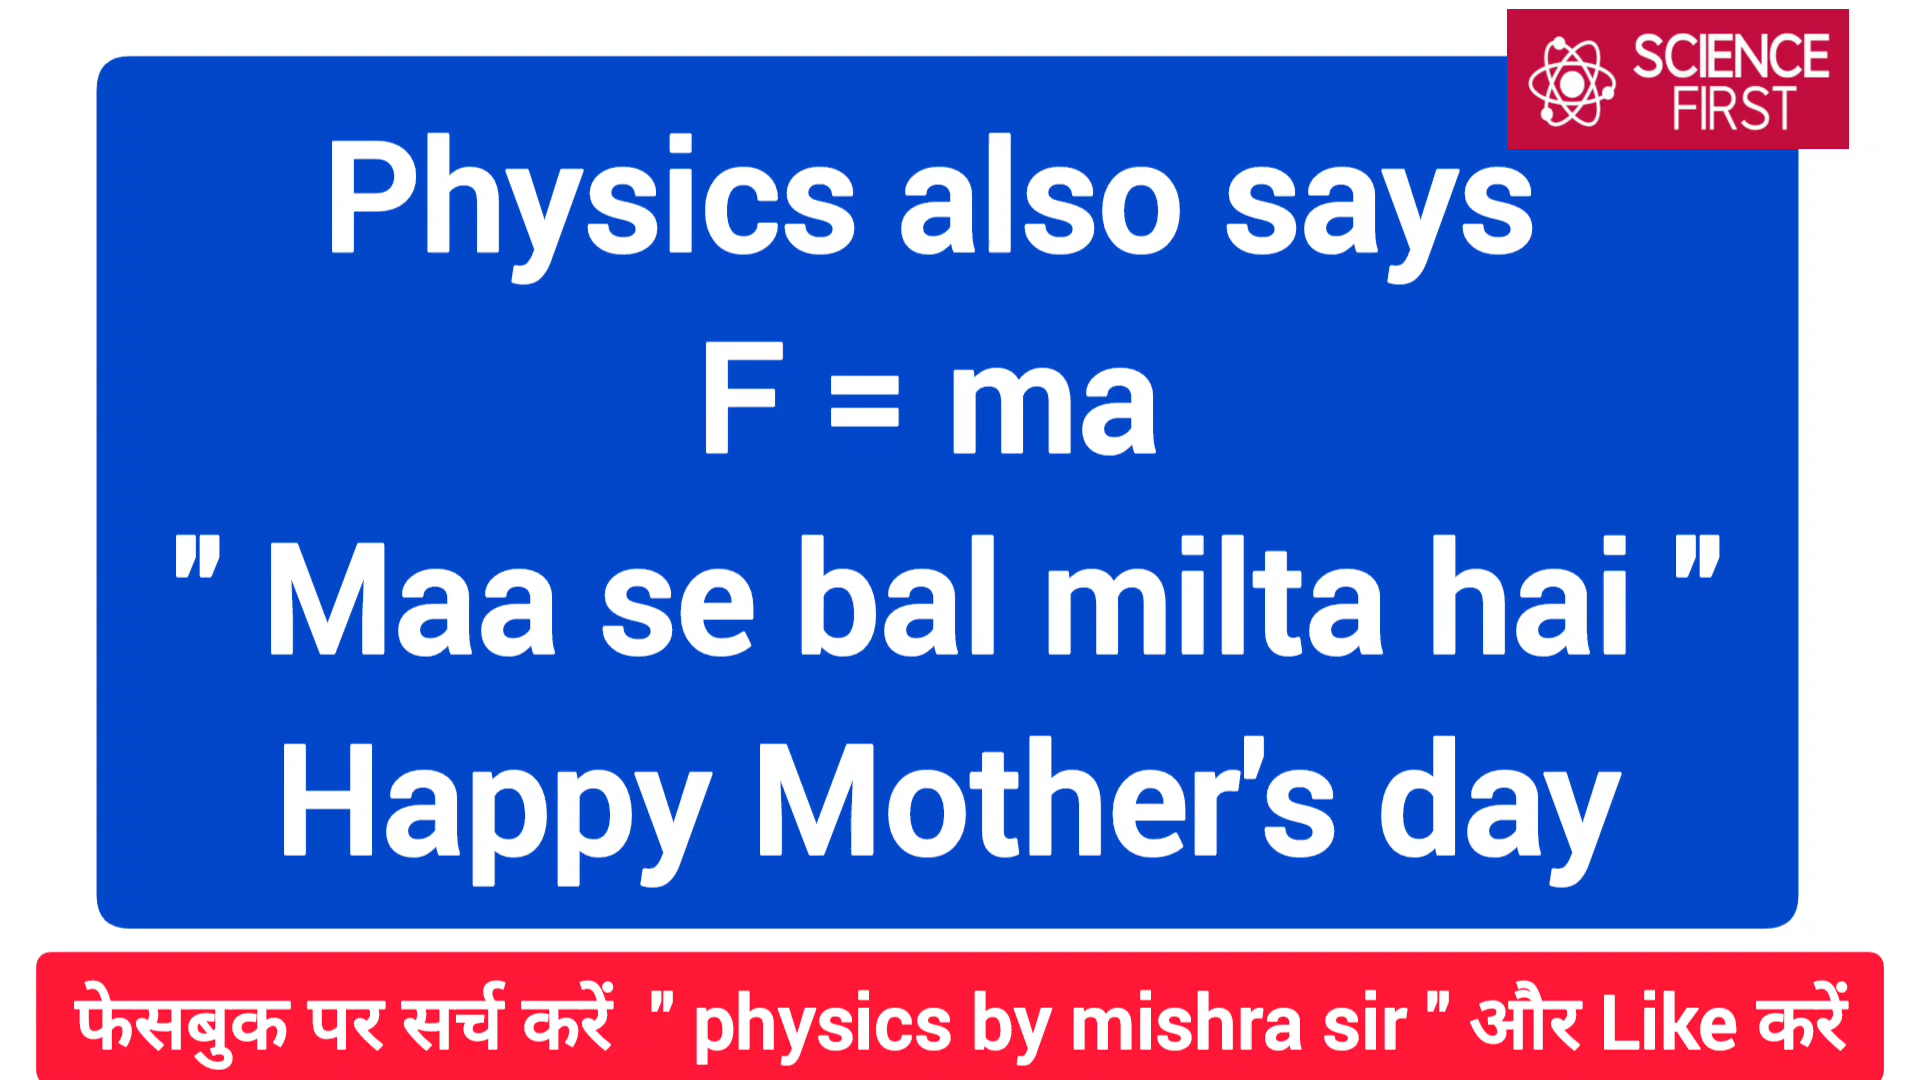 SCIENCE
FIRST
Physics also says
F = ma
" Maa se bal milta hai "
Happy Mother's day
फेसबुक पर सर्च करें " physics by mishra sir " और Like करें